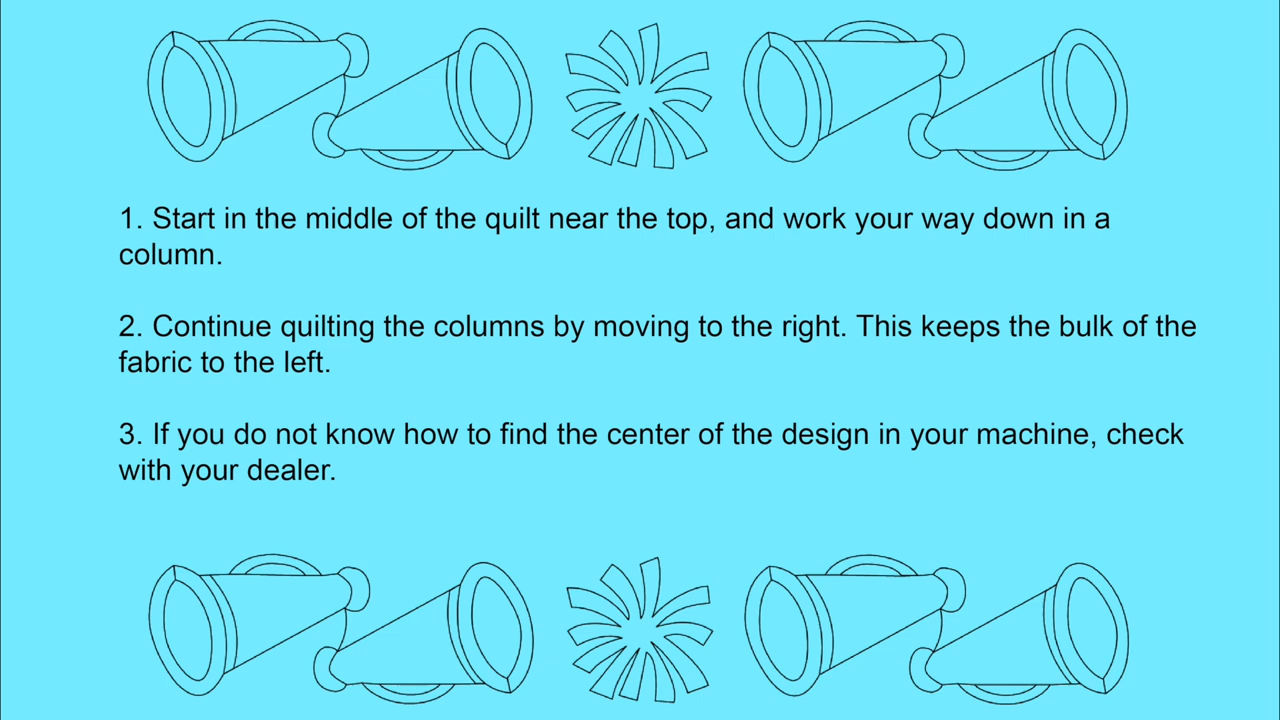 1. Start in the middle of the quilt near the top, and work your way down in a
column.
2. Continue quilting the columns by moving to the right. This keeps the bulk of the
fabric to the left.
3. If you do not know how to find the center of the design in your machine, check
with your dealer.